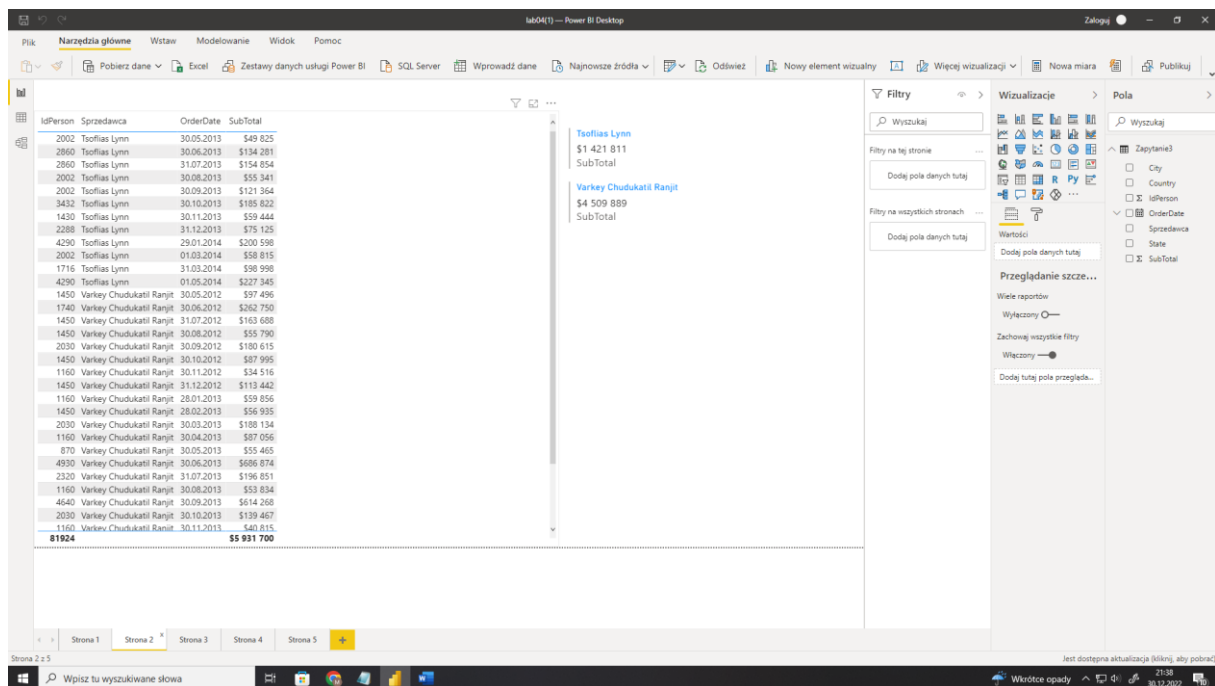 lab04(1) — Power BI Desktop
Zaloguj
Plik Narzędzia główne Wstaw Modelowanie Widok Pomoc
Pobierz dane Excel Zestawy danych usługi Power BI SQL Server Wprowadź dane Najnowsze źródła Odśwież Nowy element wizualny Więcej wizualizacji Nowa miara Publikuj
IdPerson Sprzedawca OrderDate SubTotal
2002 Tsoflias Lynn 30.05.2013 $49 825
2860 Tsoflias Lynn 30.06.2013 $134 281
2860 Tsoflias Lynn 31.07.2013 $154 854
2002 Tsoflias Lynn 30.08.2013 $55 341
2002 Tsoflias Lynn 30.09.2013 $121 364
3432 Tsoflias Lynn 30.10.2013 $185 822
1430 Tsoflias Lynn 30.11.2013 $59 444
2288 Tsoflias Lynn 31.12.2013 $75 125
4290 Tsoflias Lynn 29.01.2014 $200 598
2002 Tsoflias Lynn 01.03.2014 $58 815
1716 Tsoflias Lynn 31.03.2014 $98 998
4290 Tsoflias Lynn 01.05.2014 $227 345
1450 Varkey Chudukatil Ranjit 30.05.2012 $97 496
1740 Varkey Chudukatil Ranjit 30.06.2012 $262 750
1450 Varkey Chudukatil Ranjit 31.07.2012 $163 688
1450 Varkey Chudukatil Ranjit 30.08.2012 $55 790
2030 Varkey Chudukatil Ranjit 30.09.2012 $180 615
1450 Varkey Chudukatil Ranjit 30.10.2012 $87 995
1160 Varkey Chudukatil Ranjit 30.11.2012 $34 516
1450 Varkey Chudukatil Ranjit 31.12.2012 $113 442
1160 Varkey Chudukatil Ranjit 28.01.2013 $59 856
1450 Varkey Chudukatil Ranjit 28.02.2013 $56 935
2030 Varkey Chudukatil Ranjit 30.03.2013 $188 134
1160 Varkey Chudukatil Ranjit 30.04.2013 $87 056
870 Varkey Chudukatil Ranjit 30.05.2013 $55 465
4930 Varkey Chudukatil Ranjit 30.06.2013 $686 874
2320 Varkey Chudukatil Ranjit 31.07.2013 $196 851
1160 Varkey Chudukatil Ranjit 30.08.2013 $53 834
4640 Varkey Chudukatil Ranjit 30.09.2013 $614 268
2030 Varkey Chudukatil Ranjit 30.10.2013 $139 467
1160 Varkey Chudukatil Ranjit 30.11.2013 $40 815
81924 $5 931 700
Tsoflias Lynn
$1 421 811
SubTotal
Varkey Chudukatil Ranjit
$4 509 889
SubTotal
Filtry
Wyszukaj
Filtry na tej stronie
Dodaj pola danych tutaj
Filtry na wszystkich stronach
Dodaj pola danych tutaj
Wizualizacje
R Py
Wartości
Dodaj pola danych tutaj
Przeglądanie szcze...
Wiele raportów
Wyłączony
Zachowaj wszystkie filtry
Włączony
Dodaj tutaj pola przegląda...
Pola
Wyszukaj
Zapytanie3
City
Country
Σ IdPerson
OrderDate
Sprzedawca
State
Σ SubTotal
Strona 1 Strona 2 Strona 3 Strona 4 Strona 5
Strona 2 z 5
Jest dostępna aktualizacja (kliknij, aby pobrać)
Wpisz tu wyszukiwane słowa
Wkrótce opady
21:38
30.12.2022